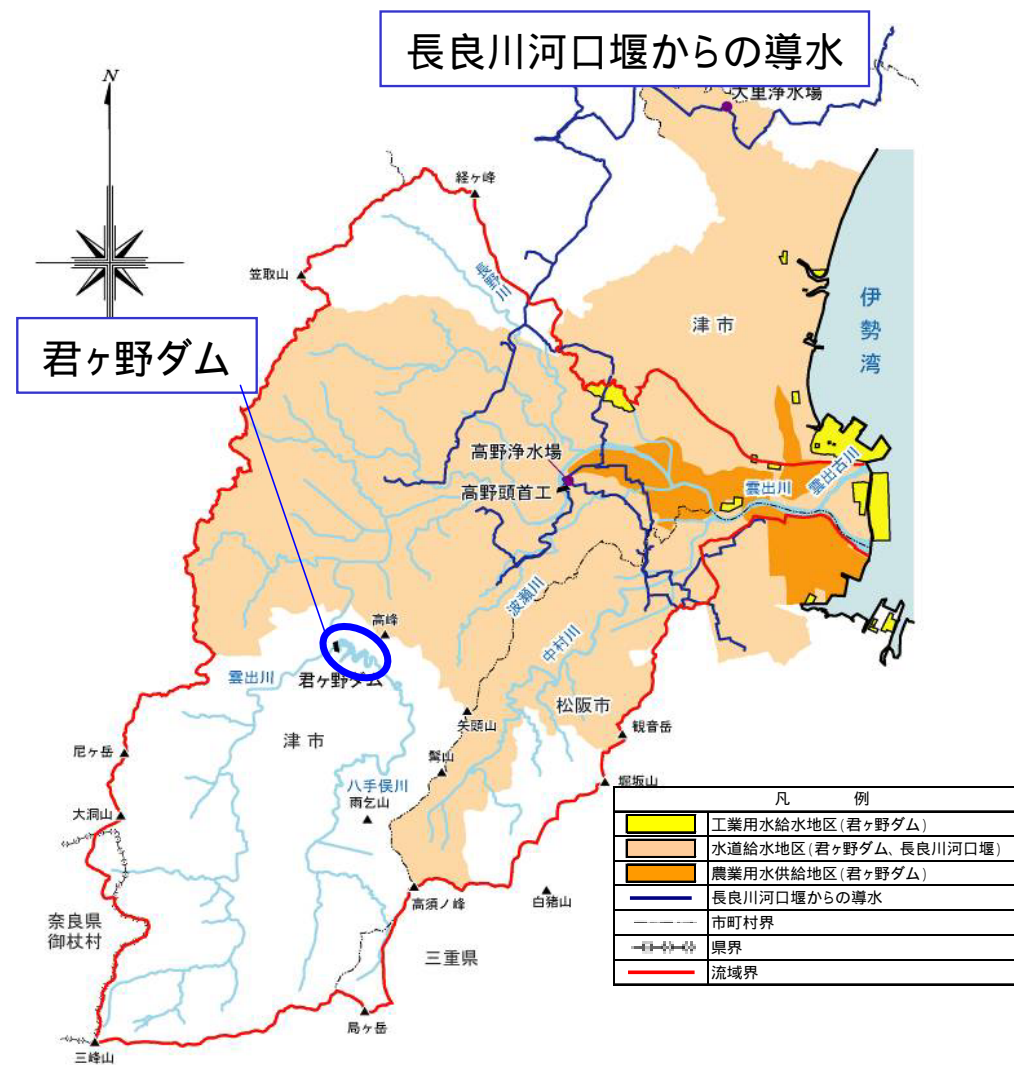 長良川河口堰からの導水
N
大里浄水場
経ヶ峰
笠取山
長野川
津市
伊勢湾
君ヶ野ダム
高野浄水場
高野頭首工
雲出川
雲出古川
波瀬川
中村川
高峰
雲出川
君ヶ野ダム
矢頭山
松阪市
観音岳
津市
尼ヶ岳
髯山
八手俣川
堀坂山
雨乞山
大洞山
高須ノ峰
白猪山
奈良県
御杖村
三重県
局ヶ岳
三峰山
凡 例
工業用水給水地区(君ヶ野ダム)
水道給水地区(君ヶ野ダム、長良川河口堰)
農業用水供給地区(君ヶ野ダム)
長良川河口堰からの導水
市町村界
県界
流域界